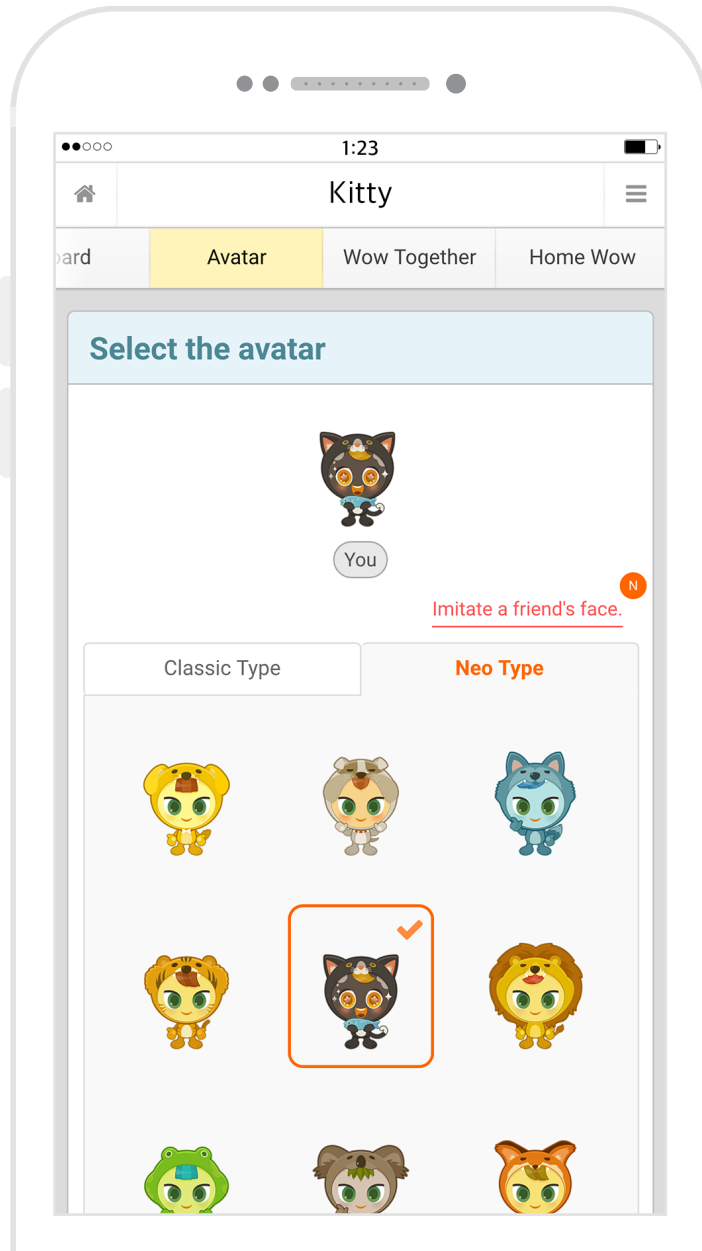 1:23
Kitty
ard Avatar Wow Together Home Wow
Select the avatar
You
N
Imitate a friend's face.
Classic Type Neo Type